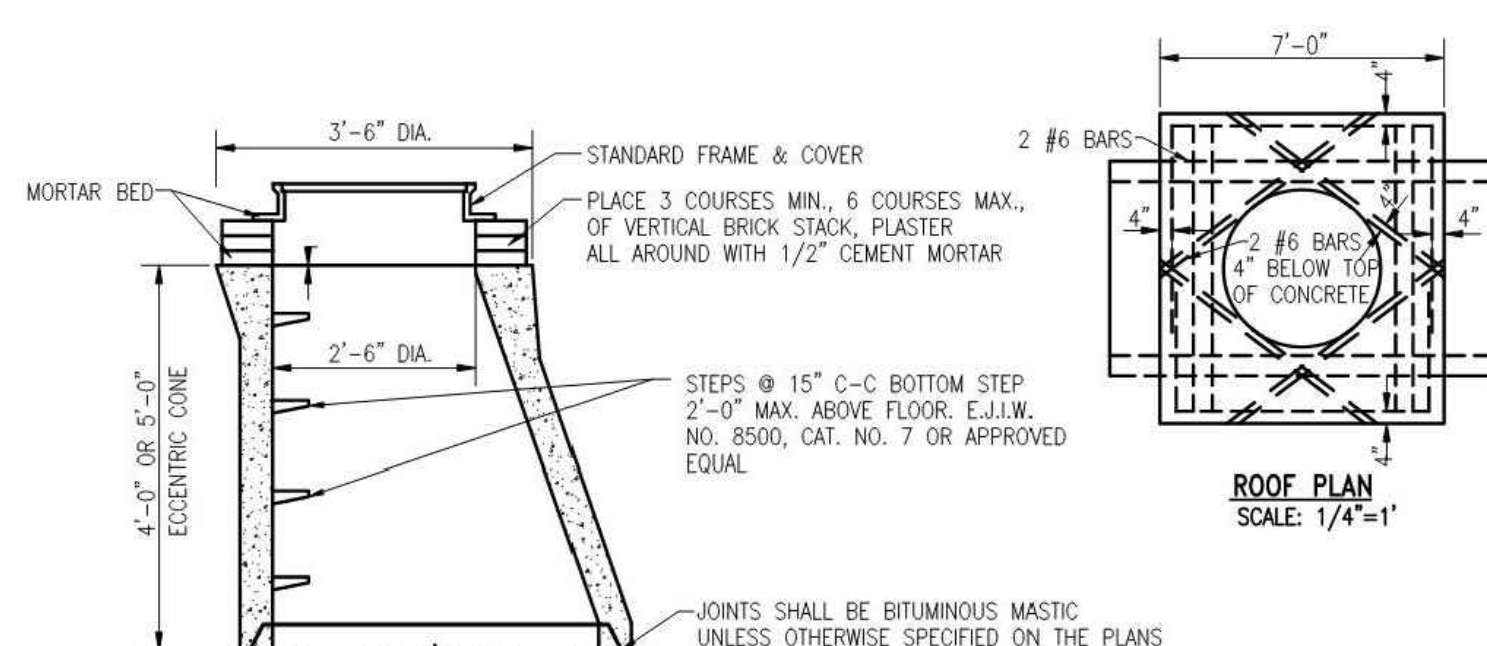 3'-6" DIA.
MORTAR BED
STANDARD FRAME & COVER
PLACE 3 COURSES MIN., 6 COURSES MAX.,
OF VERTICAL BRICK STACK, PLASTER
ALL AROUND WITH 1/2" CEMENT MORTAR
2'-6" DIA.
4'-0" OR 5'-0"
ECCENTRIC CONE
STEPS @ 15" C-C BOTTOM STEP
2'-0" MAX. ABOVE FLOOR. E.J.I.W.
NO. 8500, CAT. NO. 7 OR APPROVED
EQUAL
JOINTS SHALL BE BITUMINOUS MASTIC
UNLESS OTHERWISE SPECIFIED ON THE PLANS
7'-0"
4"
2 #6 BARS
4"
4"
4"
2 #6 BARS
4" BELOW TOP
OF CONCRETE
4"
ROOF PLAN
SCALE: 1/4"=1'